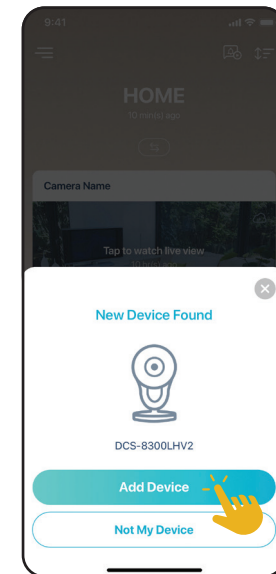 9:41
HOME
10 min(s) ago
Camera Name
Tap to watch live view
New Device Found
DCS-8300LHV2
Add Device
Not My Device